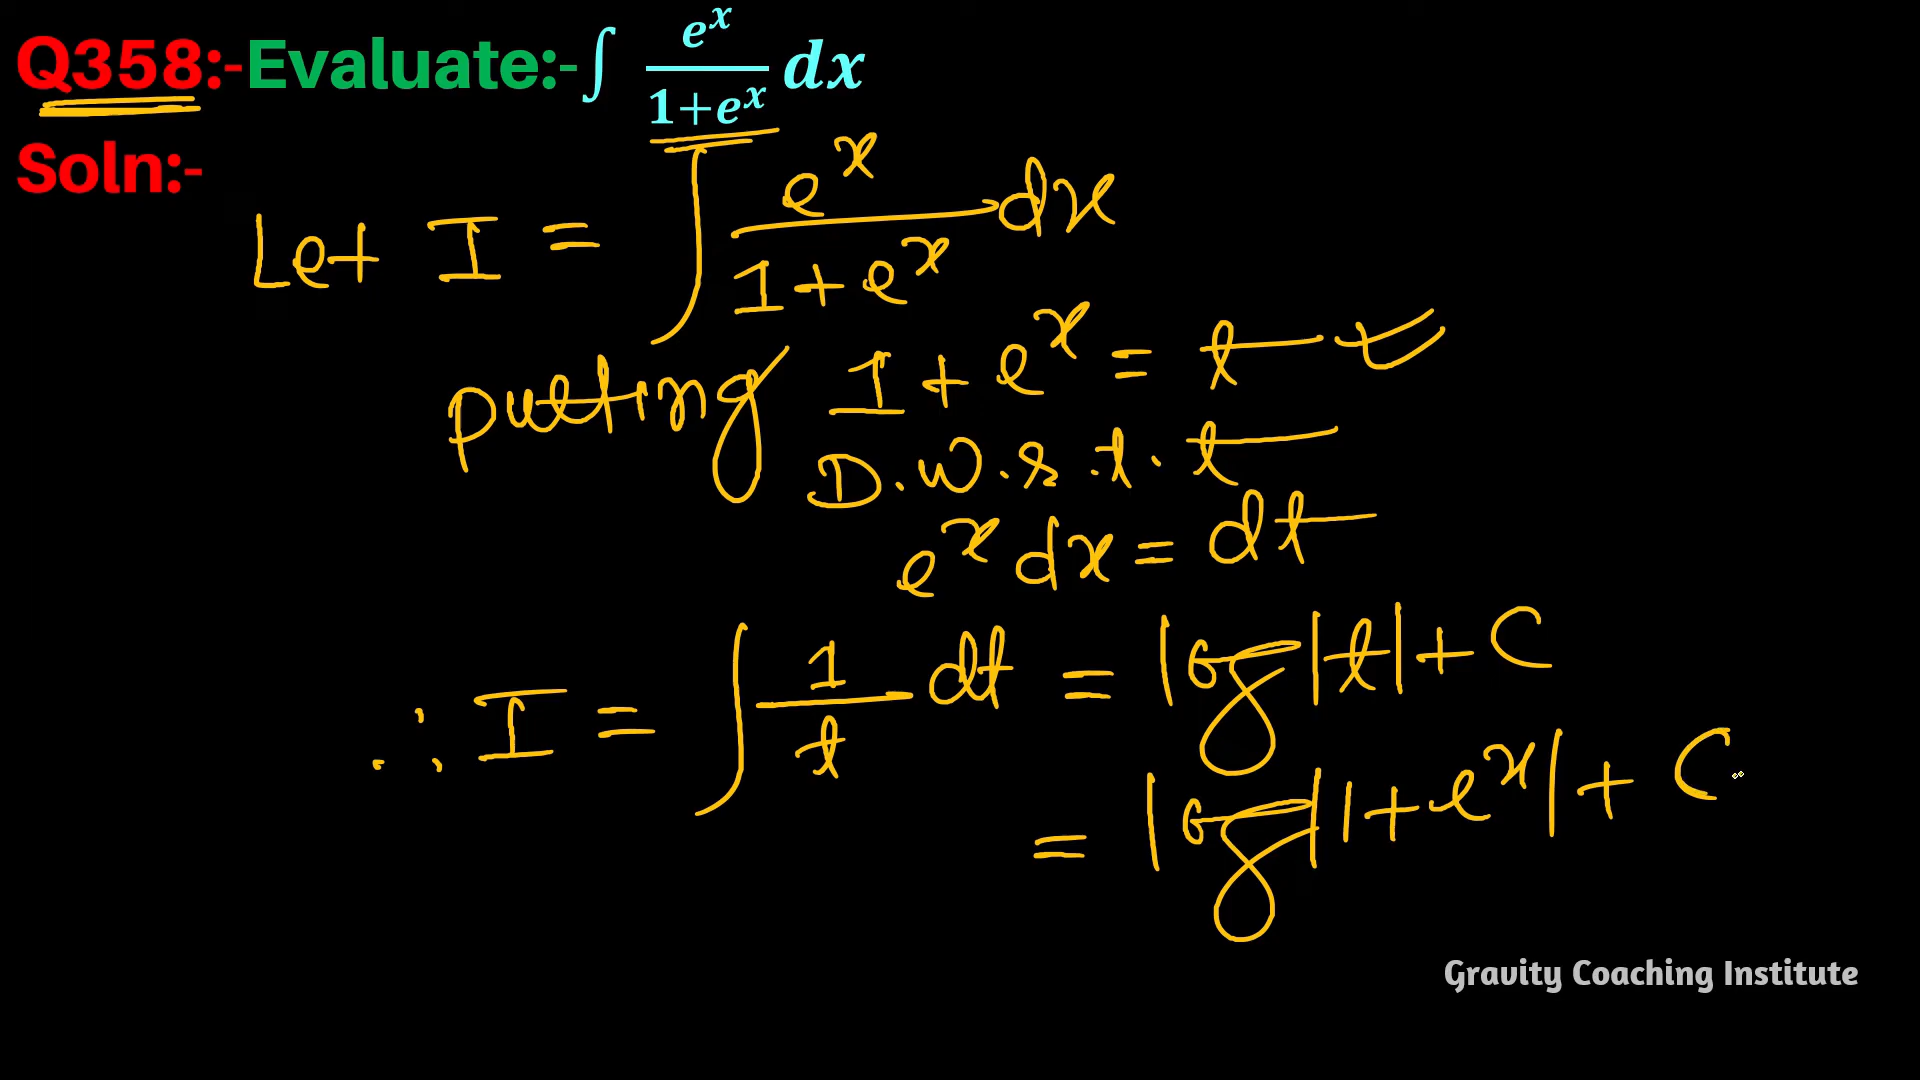 Q358:-Evaluate:-∫ e^x/(1+e^x) dx
Soln:-
Let I = ∫ e^x/(1+e^x) dx
putting 1+e^x = t
D.w.r.t. t
e^x dx = dt
∴ I = ∫ 1/t dt = log|t|+C
= log|1+e^x|+C
Gravity Coaching Institute